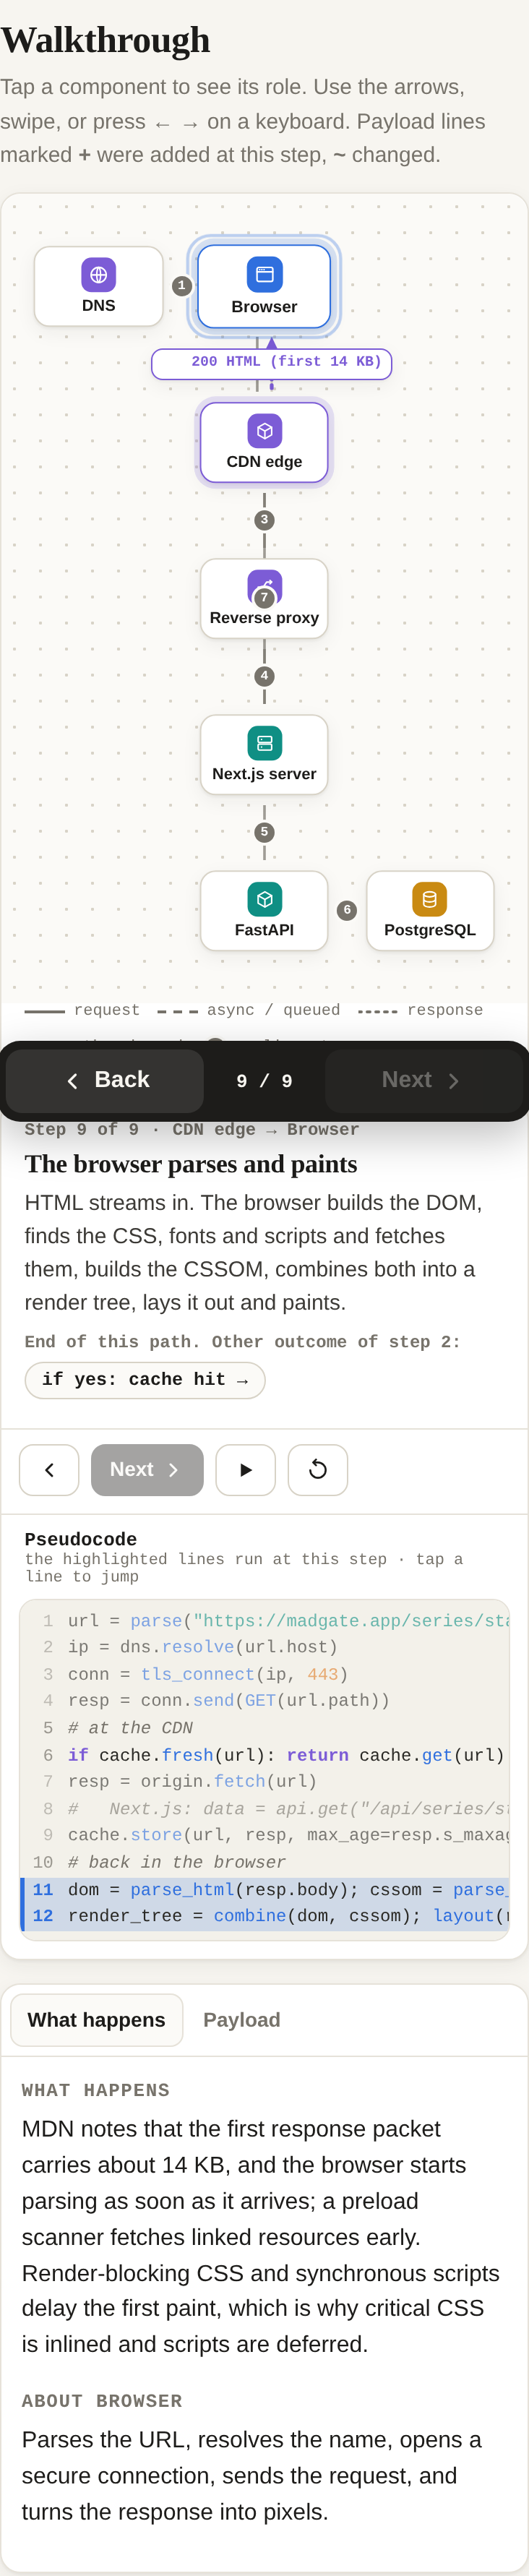 Walkthrough
Tap a component to see its role. Use the arrows,
swipe, or press ← → on a keyboard. Payload lines
marked + were added at this step, ~ changed.
DNS
1
Browser
200 HTML (first 14 KB)
CDN edge
3
7
Reverse proxy
4
Next.js server
5
FastAPI
6
PostgreSQL
request
async / queued
response
Back
9 / 9
Next
Step 9 of 9 · CDN edge → Browser
The browser parses and paints
HTML streams in. The browser builds the DOM,
finds the CSS, fonts and scripts and fetches
them, builds the CSSOM, combines both into a
render tree, lays it out and paints.
End of this path. Other outcome of step 2:
if yes: cache hit →
Next
Pseudocode
the highlighted lines run at this step · tap a
line to jump
1 url = parse("https://madgate.app/series/sta
2 ip = dns.resolve(url.host)
3 conn = tls_connect(ip, 443)
4 resp = conn.send(GET(url.path))
5 # at the CDN
6 if cache.fresh(url): return cache.get(url)
7 resp = origin.fetch(url)
8 #   Next.js: data = api.get("/api/series/st
9 cache.store(url, resp, max_age=resp.s_maxag
10 # back in the browser
11 dom = parse_html(resp.body); cssom = parse_
12 render_tree = combine(dom, cssom); layout(r
What happens
Payload
WHAT HAPPENS
MDN notes that the first response packet
carries about 14 KB, and the browser starts
parsing as soon as it arrives; a preload
scanner fetches linked resources early.
Render-blocking CSS and synchronous scripts
delay the first paint, which is why critical CSS
is inlined and scripts are deferred.
ABOUT BROWSER
Parses the URL, resolves the name, opens a
secure connection, sends the request, and
turns the response into pixels.